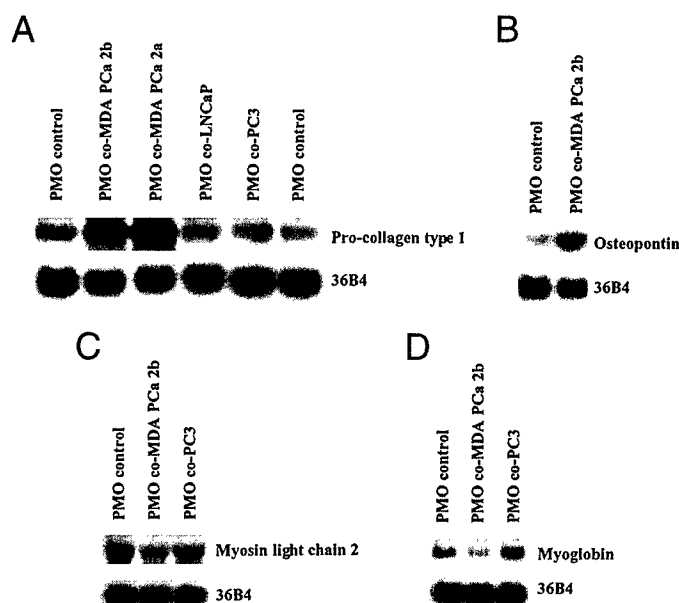 A
PMO control
PMO co-MDA PCa 2b
PMO co-MDA PCa 2a
PMO co-LNCaP
PMO co-PC3
PMO control
Pro-collagen type I
36B4
B
PMO control
PMO co-MDA PCa 2b
Osteopontin
36B4
C
PMO control
PMO co-MDA PCa 2b
PMO co-PC3
Myosin light chain 2
36B4
D
PMO control
PMO co-MDA PCa 2b
PMO co-PC3
Myoglobin
36B4